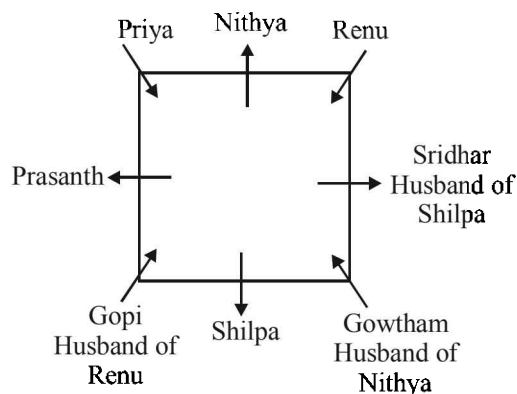 Priya
Nithya
Renu
Prasanth
Sridhar
Husband of
Shilpa
Gopi
Husband of
Renu
Shilpa
Gowtham
Husband of
Nithya